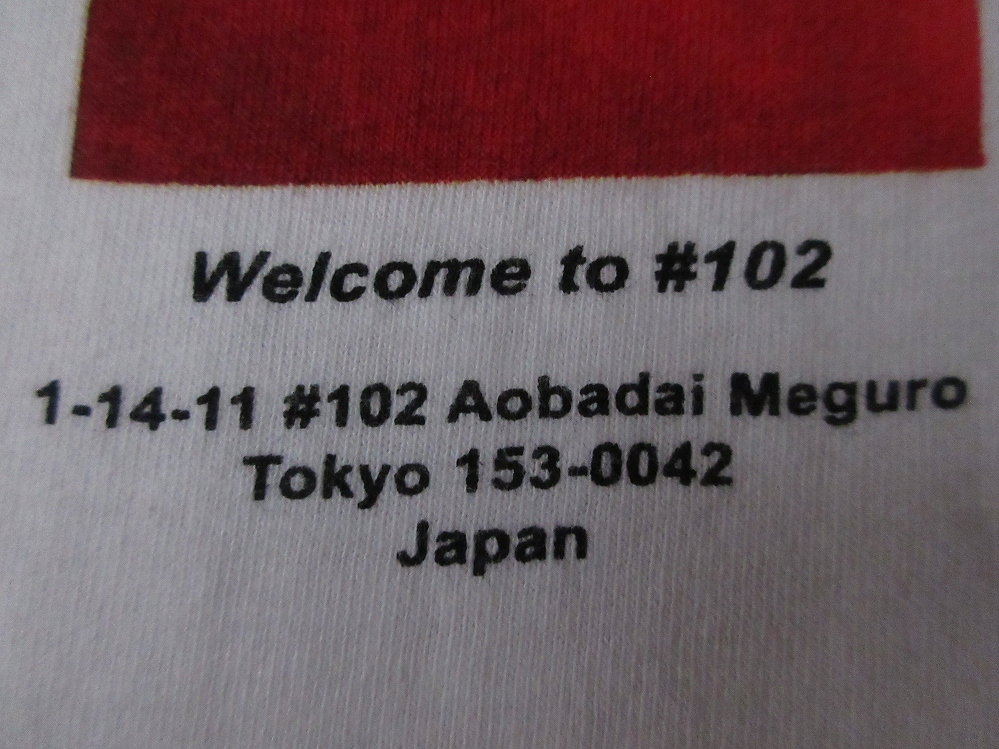 Welcome to #102
1-14-11 #102 Aobadai Meguro
Tokyo 153-0042
Japan